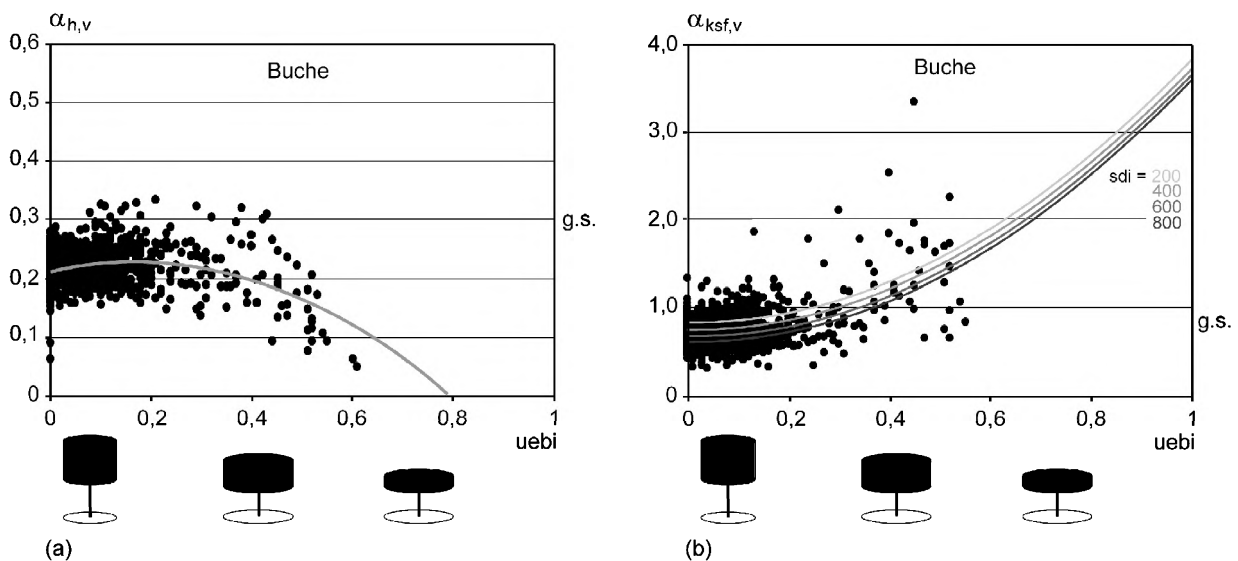 α h,v
0,6
0,5
0,4
0,3
0,2
0,1
0
Buche
g.s.
0 0,2 0,4 0,6 0,8 1
uebi
(a)
α ksf,v
4,0
3,0
2,0
1,0
0
Buche
sdi = 200
400
600
800
g.s.
0 0,2 0,4 0,6 0,8 1
uebi
(b)